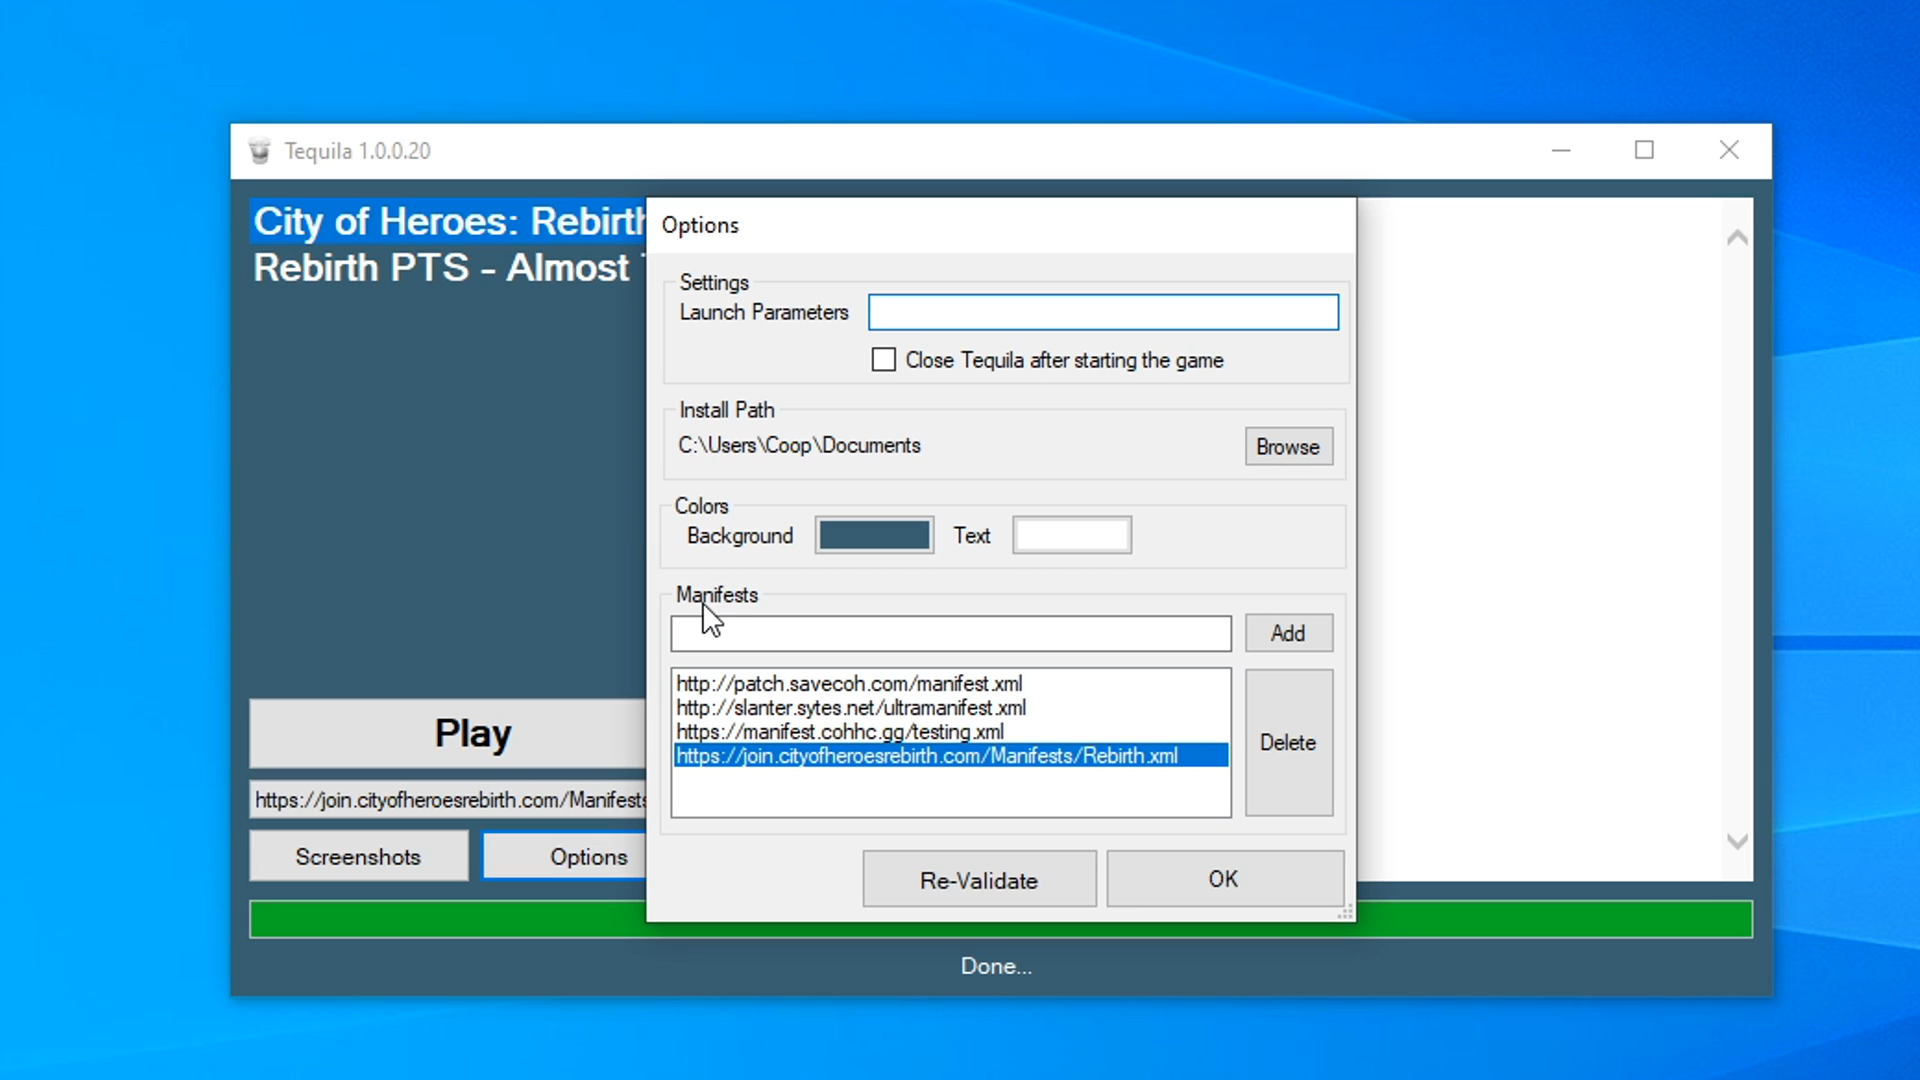 Tequila 1.0.0.20
City of Heroes: Rebirth
Rebirth PTS - Almost
Play
https://join.cityofheroesrebirth.com/Manifests
Screenshots
Options
Done...
Options
Settings
Launch Parameters
Close Tequila after starting the game
Install Path
C:\Users\Coop\Documents
Browse
Colors
Background
Text
Manifests
Add
http://patch.savecoh.com/manifest.xml
http://slanter.sytes.net/ultramanifest.xml
https://manifest.cohhc.gg/testing.xml
https://join.cityofheroesrebirth.com/Manifests/Rebirth.xml
Delete
Re-Validate
OK